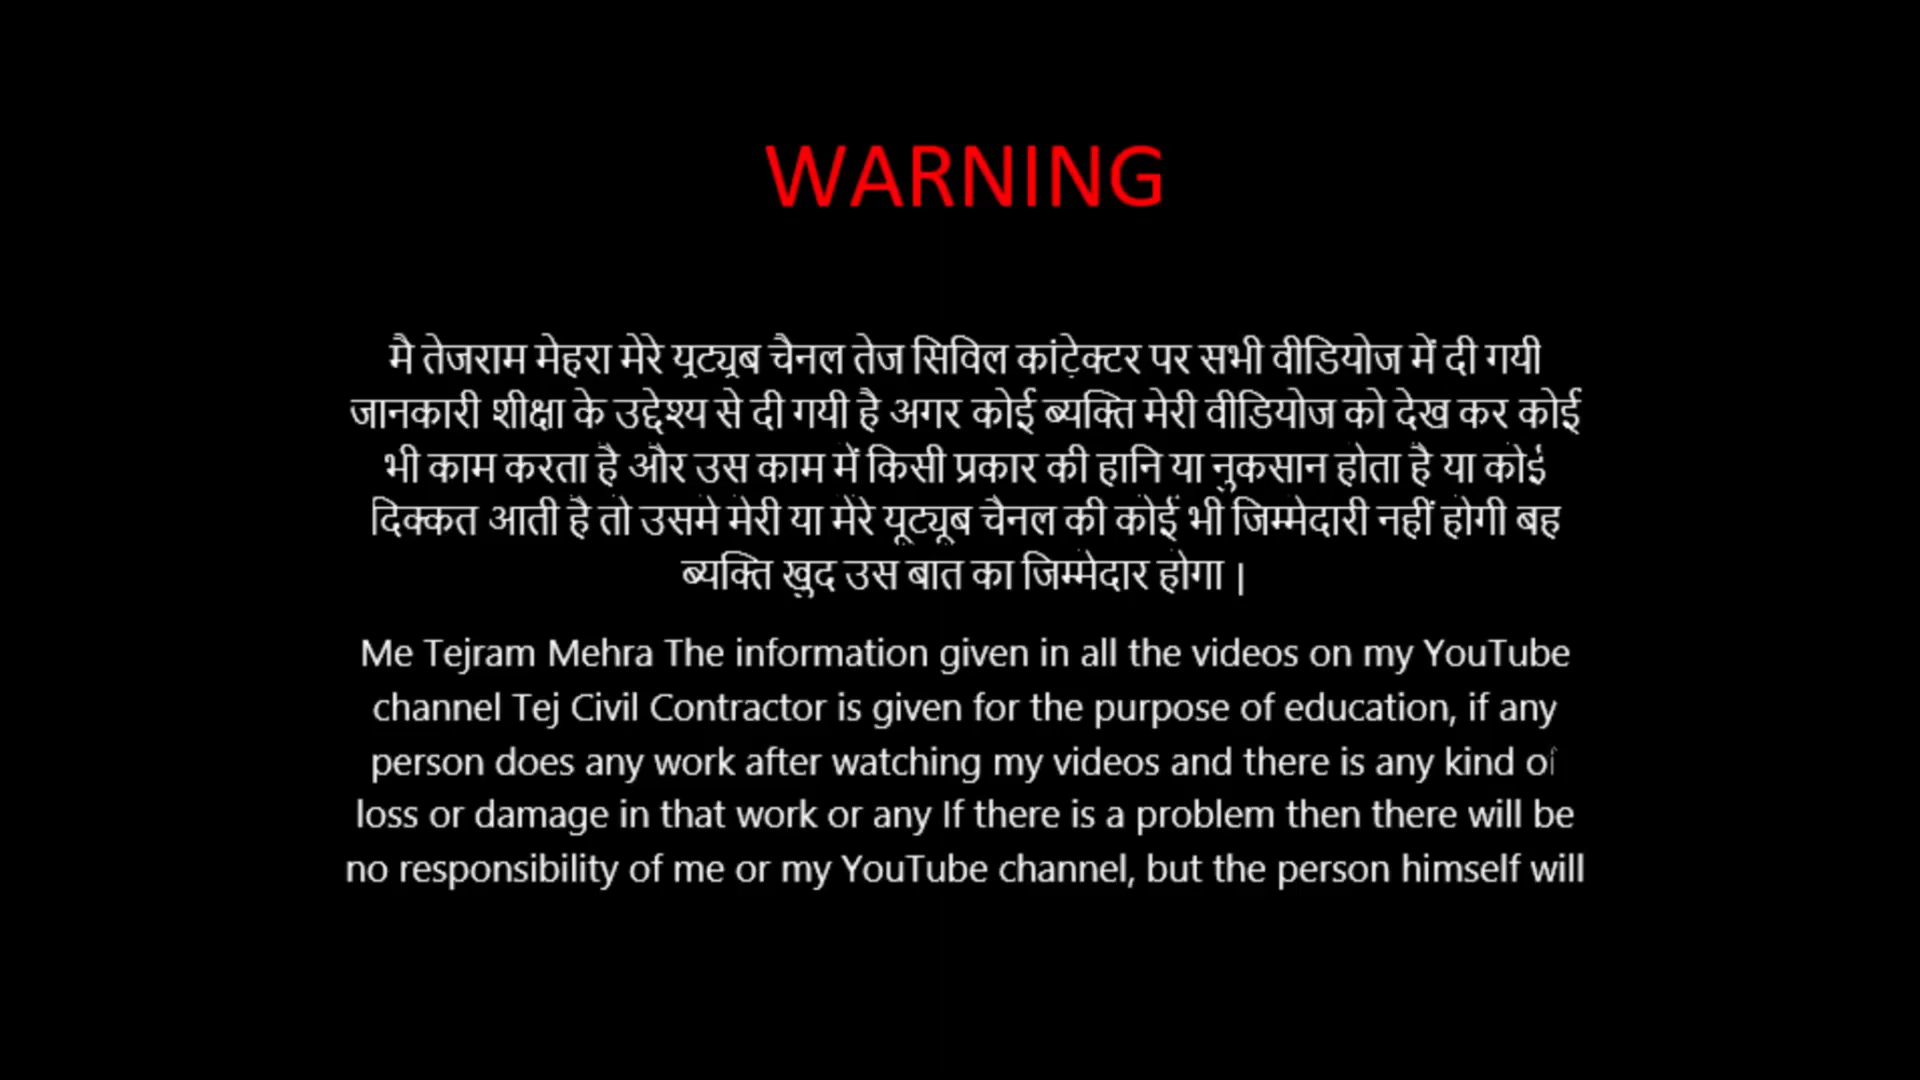 WARNING
मै तेजराम मेहरा मेरे यूट्यूब चैनल तेज सिविल कांट्रेक्टर पर सभी वीडियोज में दी गयी
जानकारी शीक्षा के उद्देश्य से दी गयी है अगर कोई ब्यक्ति मेरी वीडियोज को देख कर कोई
भी काम करता है और उस काम में किसी प्रकार की हानि या नुकसान होता है या कोई
दिक्कत आती है तो उसमे मेरी या मेरे यूट्यूब चैनल की कोई भी जिम्मेदारी नहीं होगी बह
ब्यक्ति खुद उस बात का जिम्मेदार होगा |
Me Tejram Mehra The information given in all the videos on my YouTube
channel Tej Civil Contractor is given for the purpose of education, if any
person does any work after watching my videos and there is any kind of
loss or damage in that work or any If there is a problem then there will be
no responsibility of me or my YouTube channel, but the person himself will